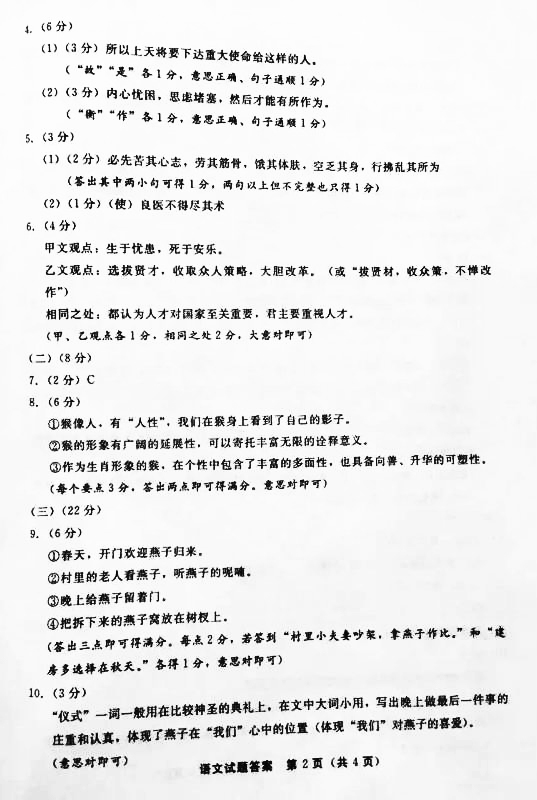 4.（6 分）
（1）（3 分）所以上天将要下达重大使命给这样的人。
（“故”“是”各 1 分，意思正确、句子通顺 1 分）
（2）（3 分）内心忧困，思虑堵塞，然后才能有所作为。
（“衡”“作”各 1 分，意思正确、句子通顺 1 分）
5.（3 分）
（1）（2 分）必先苦其心志，劳其筋骨，饿其体肤，空乏其身，行拂乱其所为
（答出其中两小句可得 1 分，两句以上但不完整也只得 1 分）
（2）（1 分）（使）良医不得尽其术
6.（4 分）
甲文观点：生于忧患，死于安乐。
乙文观点：选拔贤才，收取众人策略，大胆改革。（或“拔贤材，收众策，不惮改
作”）
相同之处：都认为人才对国家至关重要，君主要重视人才。
（甲、乙观点各 1 分，相同之处 2 分，大意对即可）
（二）（8 分）
7.（2 分）C
8.（6 分）
①猴像人，有“人性”，我们在猴身上看到了自己的影子。
②猴的形象有广阔的延展性，可以寄托丰富无限的诠释意义。
③作为生肖形象的猴，在个性中包含了丰富的多面性，也具备向善、升华的可塑性。
（每个要点 3 分，答出两点即可得满分。意思对即可）
（三）（22 分）
9.（6 分）
①春天，开门欢迎燕子归来。
②村里的老人看燕子，听燕子的呢喃。
③晚上给燕子留着门。
④把拆下来的燕子窝放在树杈上。
（答出三点即可得满分。每点 2 分，若答到“村里小夫妻吵架，拿燕子作比。”和“建
房多选择在秋天。”各得 1 分，意思对即可）
10.（3 分）
“仪式”一词一般用在比较神圣的典礼上，在文中大词小用，写出晚上做最后一件事的
庄重和认真，体现了燕子在“我们”心中的位置（体现“我们”对燕子的喜爱）。
（意思对即可）
语文试题答案 第 2 页（共 4 页）